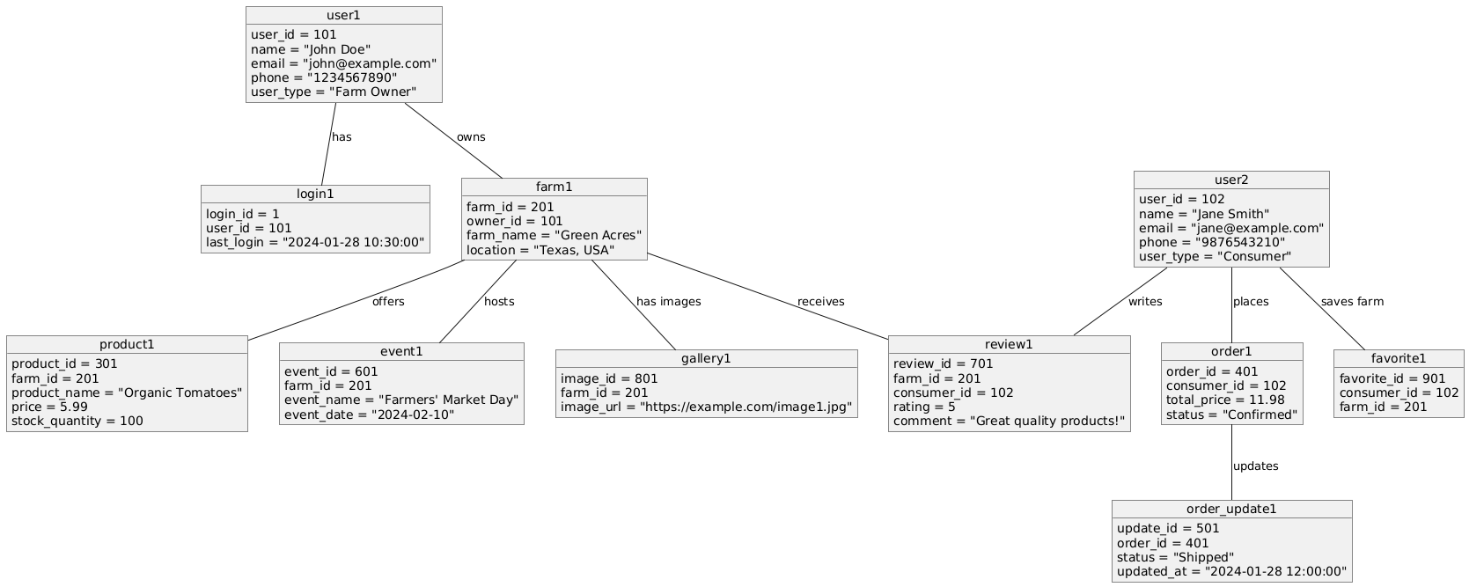 user1
user_id = 101
name = "John Doe"
email = "john@example.com"
phone = "1234567890"
user_type = "Farm Owner"
has
owns
login1
login_id = 1
user_id = 101
last_login = "2024-01-28 10:30:00"
farm1
farm_id = 201
owner_id = 101
farm_name = "Green Acres"
location = "Texas, USA"
user2
user_id = 102
name = "Jane Smith"
email = "jane@example.com"
phone = "9876543210"
user_type = "Consumer"
offers
hosts
has images
receives
writes
places
saves farm
product1
product_id = 301
farm_id = 201
product_name = "Organic Tomatoes"
price = 5.99
stock_quantity = 100
event1
event_id = 601
farm_id = 201
event_name = "Farmers' Market Day"
event_date = "2024-02-10"
gallery1
image_id = 801
farm_id = 201
image_url = "https://example.com/image1.jpg"
review1
review_id = 701
farm_id = 201
consumer_id = 102
rating = 5
comment = "Great quality products!"
order1
order_id = 401
consumer_id = 102
total_price = 11.98
status = "Confirmed"
favorite1
favorite_id = 901
consumer_id = 102
farm_id = 201
updates
order_update1
update_id = 501
order_id = 401
status = "Shipped"
updated_at = "2024-01-28 12:00:00"